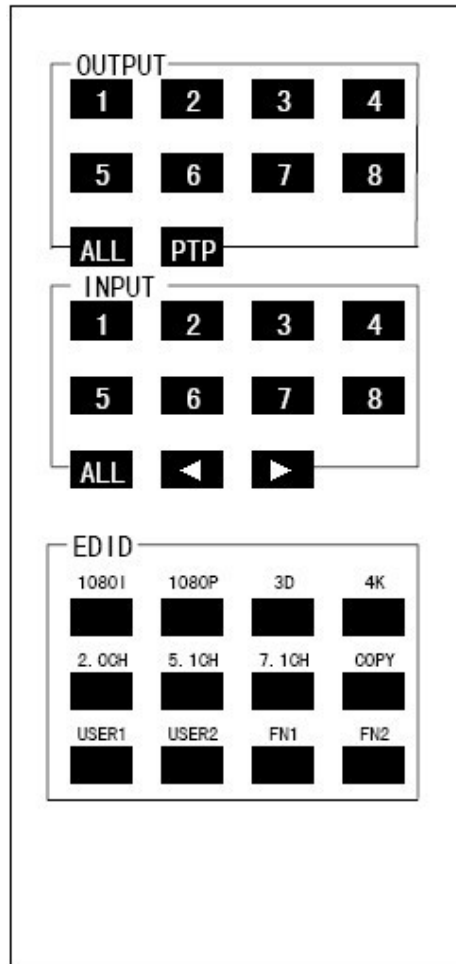 OUTPUT
1 2 3 4
5 6 7 8
ALL PTP
INPUT
1 2 3 4
5 6 7 8
ALL ◀ ▶
EDID
1080I 1080P 3D 4K
2.0CH 5.1CH 7.1CH COPY
USER1 USER2 FN1 FN2